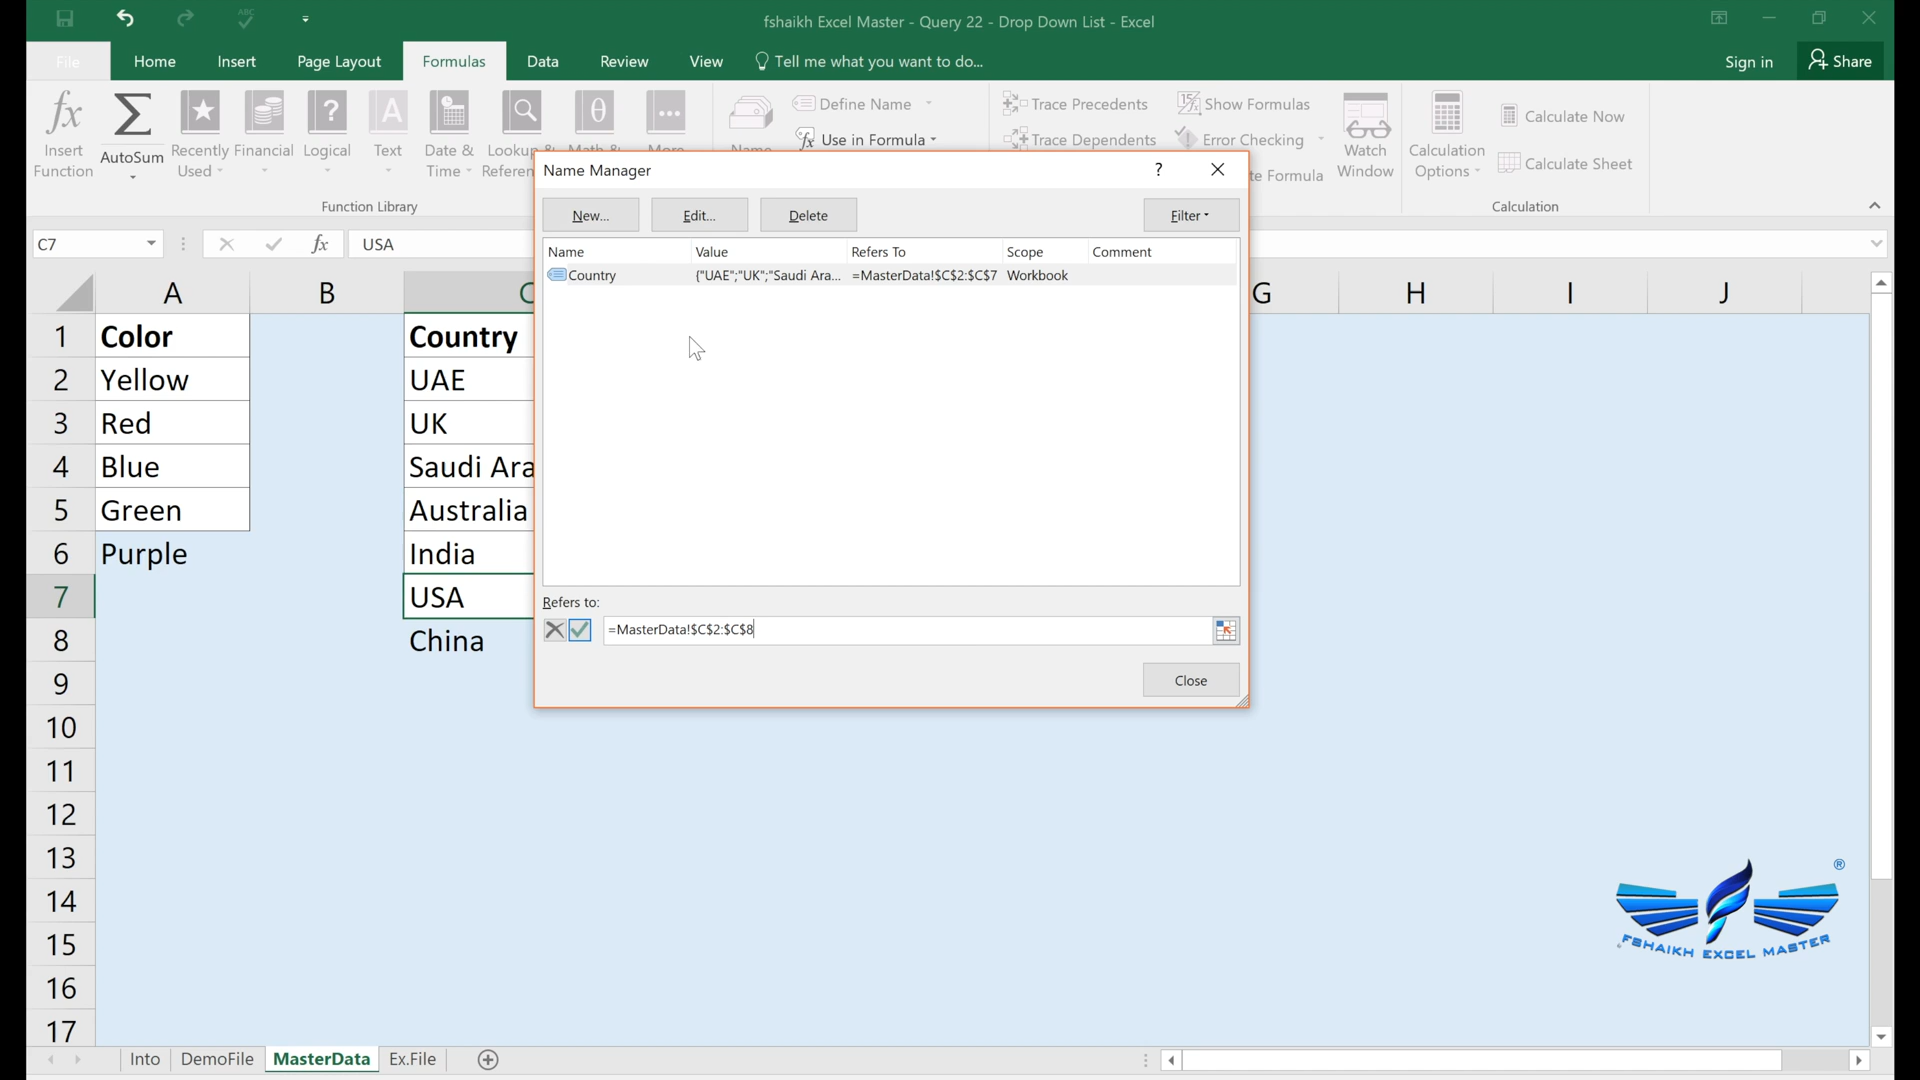 fshaikh Excel Master - Query 22 - Drop Down List - Excel
File Home Insert Page Layout Formulas Data Review View Tell me what you want to do... Sign in Share
Insert Function
AutoSum
Recently Used
Financial
Logical
Text
Date & Time
Lookup &
Math &
More
Define Name
Use in Formula
Trace Precedents
Trace Dependents
Show Formulas
Error Checking
Formula
Watch Window
Calculation Options
Calculate Now
Calculate Sheet
Function Library
Calculation
C7
fx
USA
Name Manager
?
New... Edit... Delete Filter
Name Value Refers To Scope Comment
Country {"UAE";"UK";"Saudi Ara... =MasterData!$C$2:$C$7 Workbook
Refers to:
=MasterData!$C$2:$C$8
Close
A B C G H I J
1 Color Country
2 Yellow UAE
3 Red UK
4 Blue Saudi Ara
5 Green Australia
6 Purple India
7 USA
8 China
9
10
11
12
13
14
15
16
17
®
FSHAIKH EXCEL MASTER
Into DemoFile MasterData Ex.File